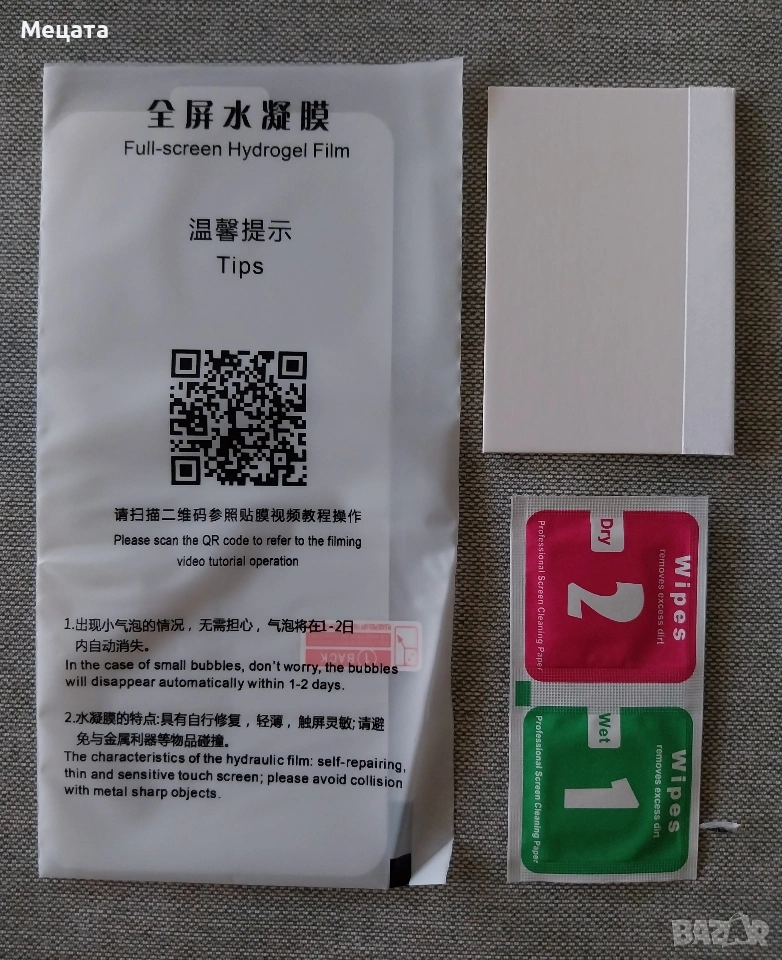 Мецата
全屏水凝膜
Full-screen Hydrogel Film
温馨提示
Tips
请扫描二维码参照贴膜视频教程操作
Please scan the QR code to refer to the filming
video tutorial operation
1.出现小气泡的情况，无需担心，气泡将在1-2日
内自动消失。
In the case of small bubbles, don't worry, the bubbles
will disappear automatically within 1-2 days.
2.水凝膜的特点:具有自行修复，轻薄，触屏灵敏;请避
免与金属利器等物品碰撞。
The characteristics of the hydraulic film: self-repairing,
thin and sensitive touch screen; please avoid collision
with metal sharp objects.
① BACK
Wipes
removes excess dirt
2
Dry
Professional Screen Cleaning Paper
Wipes
removes excess dirt
1
Wet
Professional Screen Cleaning Paper
BAZAR